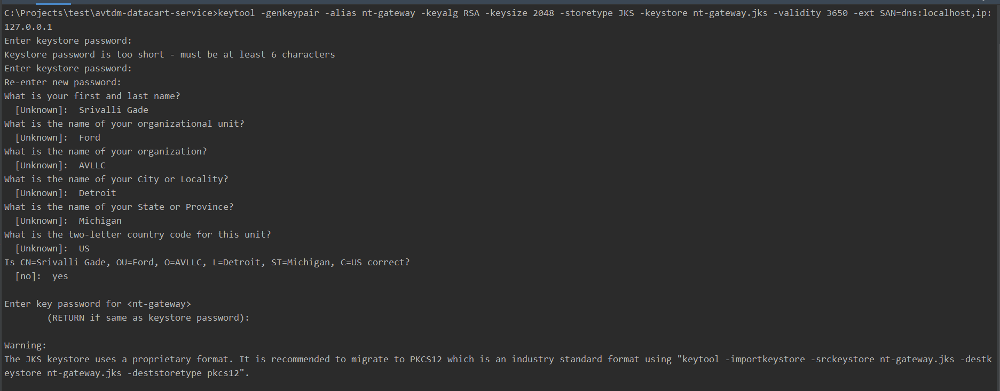 C:\Projects\test\avtdm-datacart-service>keytool -genkeypair -alias nt-gateway -keyalg RSA -keysize 2048 -storetype JKS -keystore nt-gateway.jks -validity 3650 -ext SAN=dns:localhost,ip:
127.0.0.1
Enter keystore password:
Keystore password is too short - must be at least 6 characters
Enter keystore password:
Re-enter new password:
What is your first and last name?
  [Unknown]:  Srivalli Gade
What is the name of your organizational unit?
  [Unknown]:  Ford
What is the name of your organization?
  [Unknown]:  AVLLC
What is the name of your City or Locality?
  [Unknown]:  Detroit
What is the name of your State or Province?
  [Unknown]:  Michigan
What is the two-letter country code for this unit?
  [Unknown]:  US
Is CN=Srivalli Gade, OU=Ford, O=AVLLC, L=Detroit, ST=Michigan, C=US correct?
  [no]:  yes

Enter key password for <nt-gateway>
        (RETURN if same as keystore password):

Warning:
The JKS keystore uses a proprietary format. It is recommended to migrate to PKCS12 which is an industry standard format using "keytool -importkeystore -srckeystore nt-gateway.jks -destk
eystore nt-gateway.jks -deststoretype pkcs12".